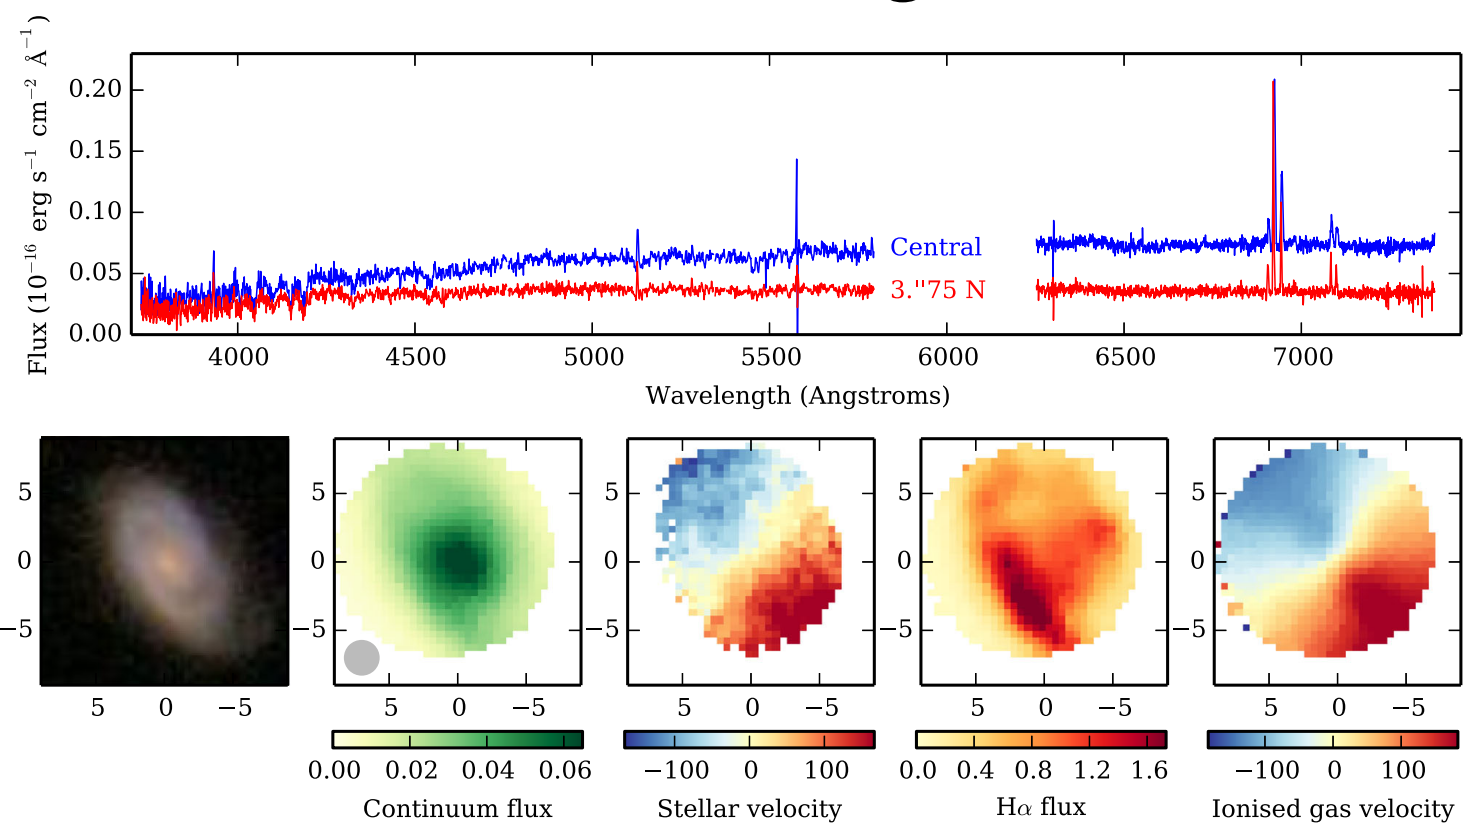 Flux (10⁻¹⁶ erg s⁻¹ cm⁻² Å⁻¹)
0.20
0.15
0.10
0.05
0.00
Central
3.''75 N
4000 4500 5000 5500 6000 6500 7000
Wavelength (Angstroms)
5 5 5 5 5
0 0 0 0 0
−5 −5 −5 −5 −5
5 0 −5 5 0 −5 5 0 −5 5 0 −5 5 0 −5
0.00 0.02 0.04 0.06 −100 0 100 0.0 0.4 0.8 1.2 1.6 −100 0 100
Continuum flux Stellar velocity Hα flux Ionised gas velocity